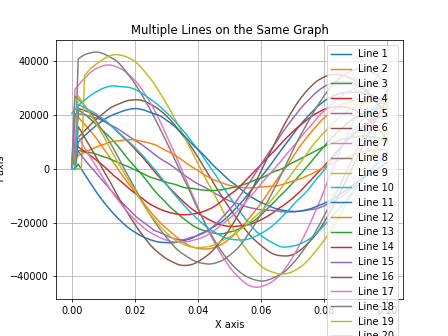 Multiple Lines on the Same Graph
40000
20000
0
−20000
−40000
0.00
0.02
0.04
0.06
X axis
Line 1
Line 2
Line 3
Line 4
Line 5
Line 6
Line 7
Line 8
Line 9
Line 10
Line 11
Line 12
Line 13
Line 14
Line 15
Line 16
Line 17
Line 18
Line 19
Line 20